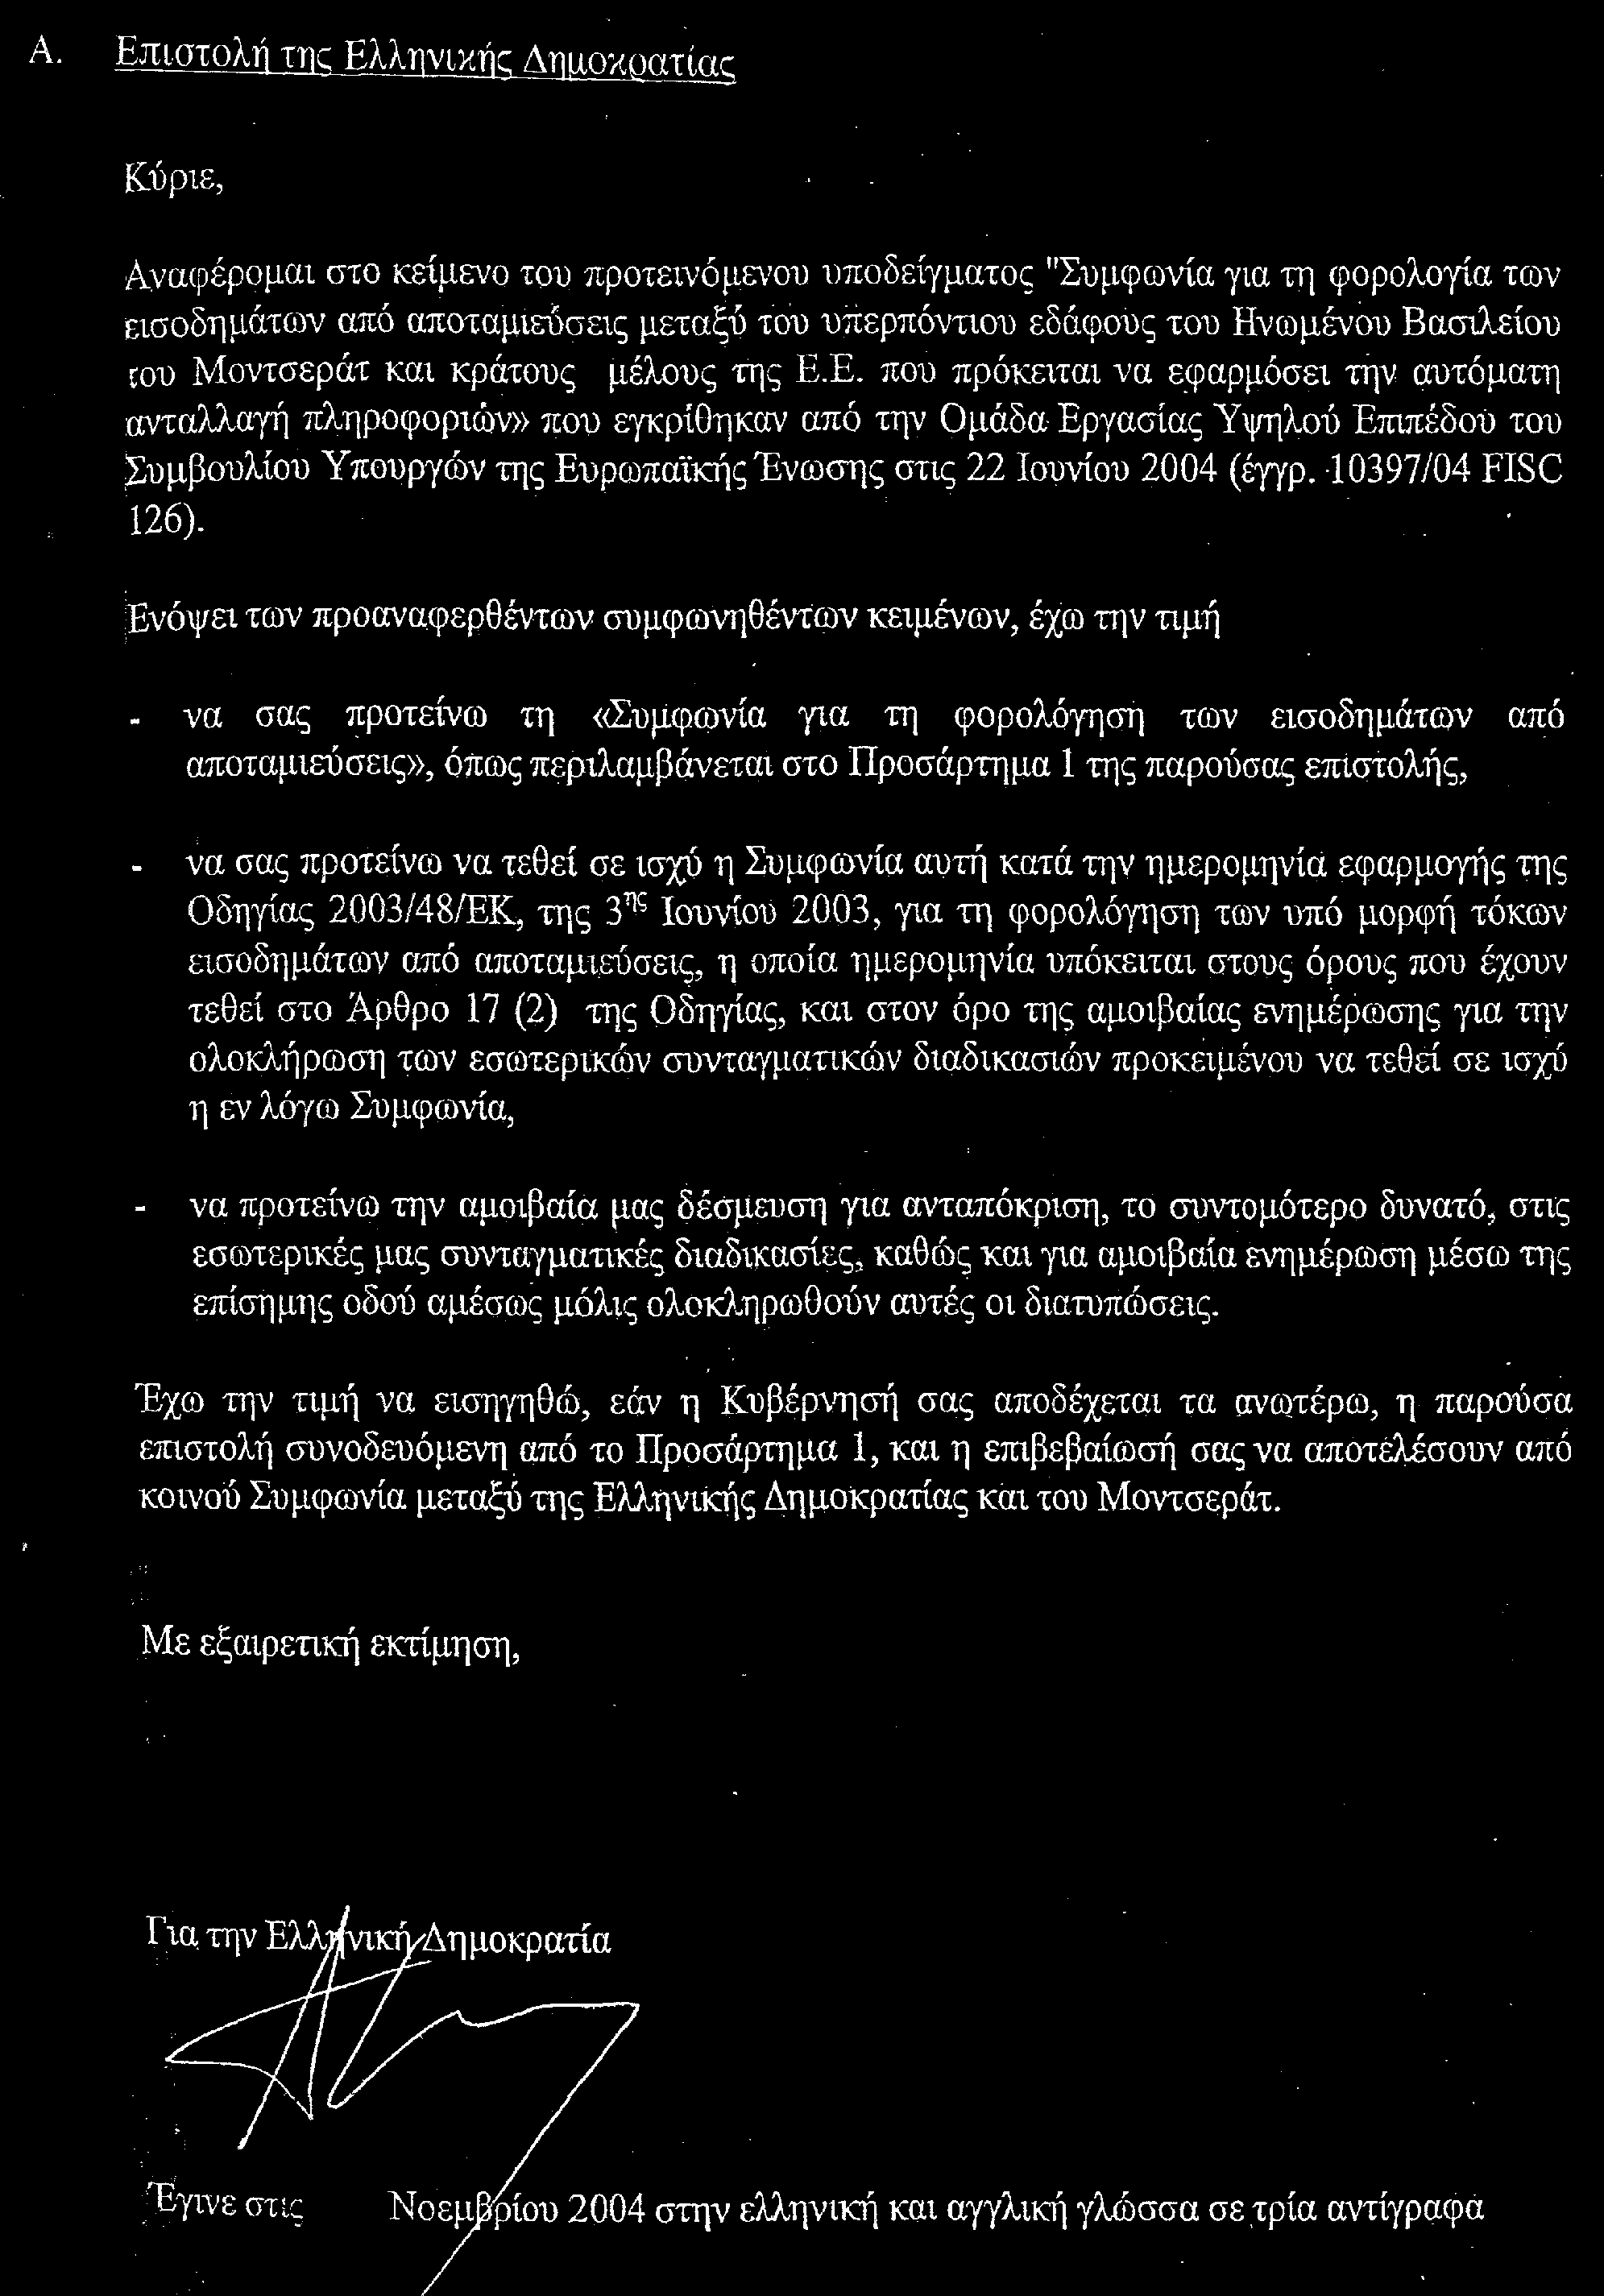 Α. Επιστολή της Ελληνικής Δημοκρατίας
Κύριε,
Αναφέρομαι στο κείμενο του προτεινόμενου υποδείγματος "Συμφωνία για τη φορολογία των
εισοδημάτων από αποταμιεύσεις μεταξύ του υπερπόντιου εδάφους του Ηνωμένου Βασιλείου
του Μοντσεράτ και κράτους μέλους της Ε.Ε. που πρόκειται να εφαρμόσει την αυτόματη
ανταλλαγή πληροφοριών» που εγκρίθηκαν από την Ομάδα Εργασίας Υψηλού Επιπέδου του
Συμβουλίου Υπουργών της Ευρωπαϊκής Ένωσης στις 22 Ιουνίου 2004 (έγγρ. 10397/04 FISC
126).
Ενόψει των προαναφερθέντων συμφωνηθέντων κειμένων, έχω την τιμή
- να σας προτείνω τη «Συμφωνία για τη φορολόγηση των εισοδημάτων από
αποταμιεύσεις», όπως περιλαμβάνεται στο Προσάρτημα 1 της παρούσας επιστολής,
- να σας προτείνω να τεθεί σε ισχύ η Συμφωνία αυτή κατά την ημερομηνία εφαρμογής της
Οδηγίας 2003/48/ΕΚ, της 3ης Ιουνίου 2003, για τη φορολόγηση των υπό μορφή τόκων
εισοδημάτων από αποταμιεύσεις, η οποία ημερομηνία υπόκειται στους όρους που έχουν
τεθεί στο Άρθρο 17 (2) της Οδηγίας, και στον όρο της αμοιβαίας ενημέρωσης για την
ολοκλήρωση των εσωτερικών συνταγματικών διαδικασιών προκειμένου να τεθεί σε ισχύ
η εν λόγω Συμφωνία,
- να προτείνω την αμοιβαία μας δέσμευση για ανταπόκριση, το συντομότερο δυνατό, στις
εσωτερικές μας συνταγματικές διαδικασίες, καθώς και για αμοιβαία ενημέρωση μέσω της
επίσημης οδού αμέσως μόλις ολοκληρωθούν αυτές οι διατυπώσεις.
Έχω την τιμή να εισηγηθώ, εάν η Κυβέρνησή σας αποδέχεται τα ανωτέρω, η παρούσα
επιστολή συνοδευόμενη από το Προσάρτημα 1, και η επιβεβαίωσή σας να αποτελέσουν από
κοινού Συμφωνία μεταξύ της Ελληνικής Δημοκρατίας και του Μοντσεράτ.
Με εξαιρετική εκτίμηση,
Για την Ελληνική Δημοκρατία
Έγινε στις Νοεμβρίου 2004 στην ελληνική και αγγλική γλώσσα σε τρία αντίγραφα